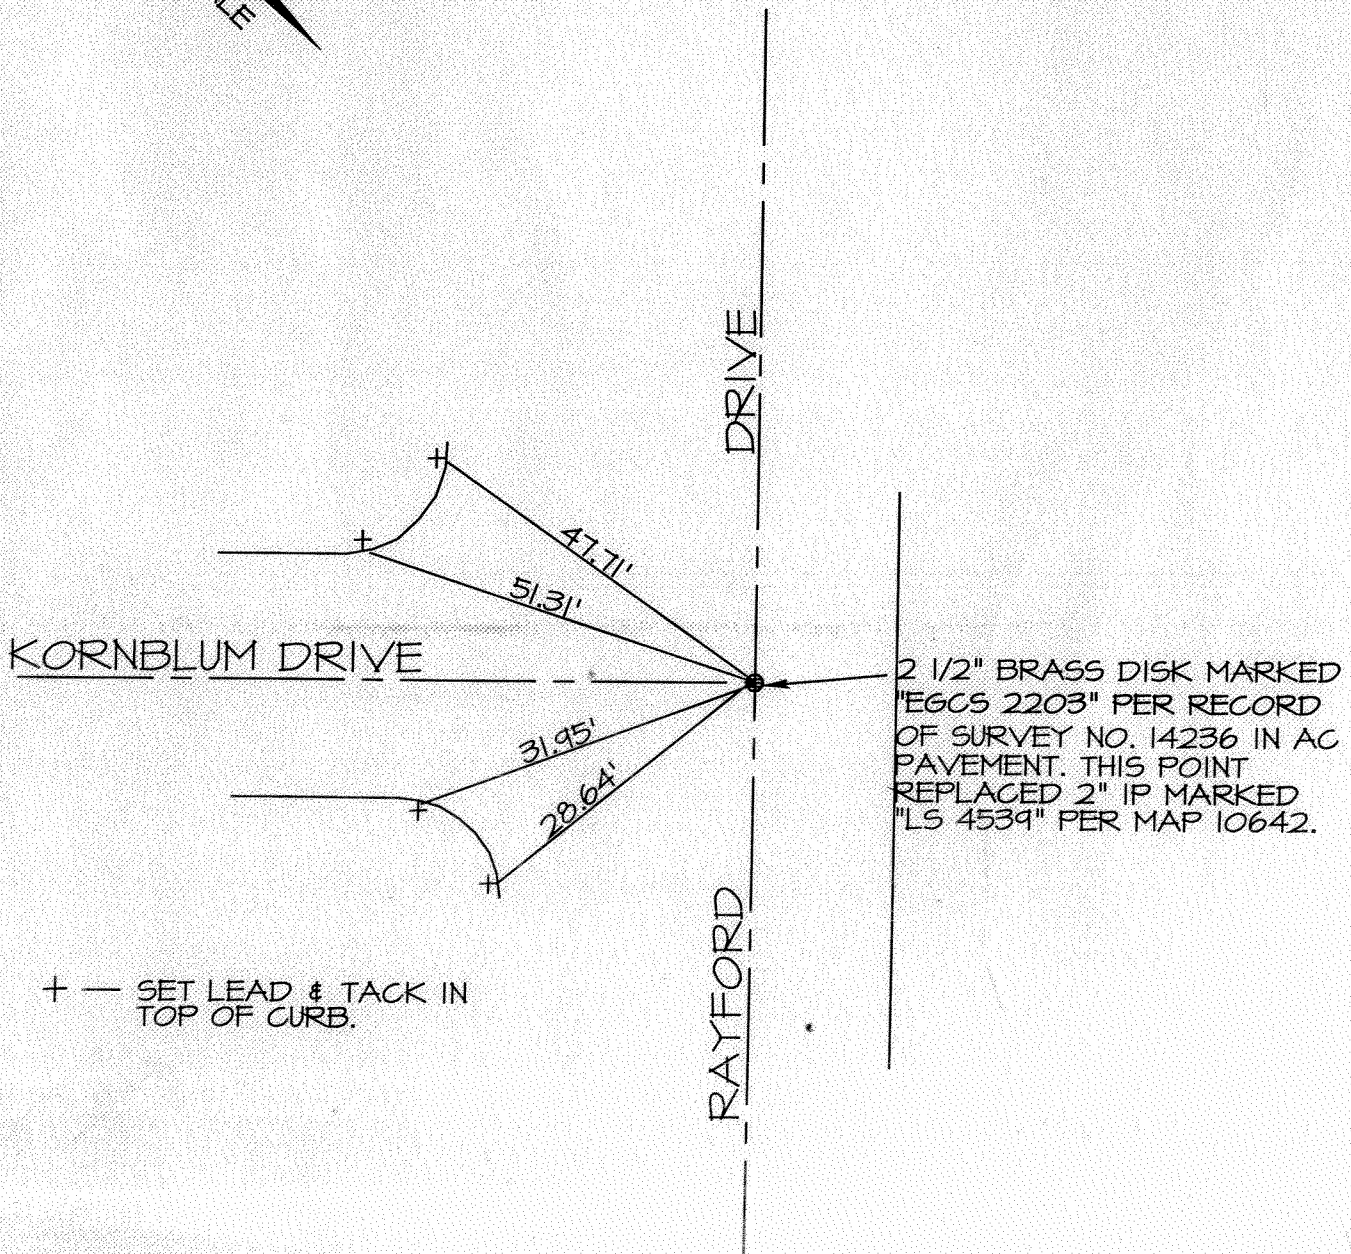 DRIVE
47.71'
51.31'
KORNBLUM DRIVE
2 1/2" BRASS DISK MARKED
"EGCS 2203" PER RECORD
OF SURVEY NO. 14236 IN AC
PAVEMENT. THIS POINT
REPLACED 2" IP MARKED
"LS 4539" PER MAP 10642.
31.95'
28.64'
RAYFORD
+ — SET LEAD & TACK IN
TOP OF CURB.